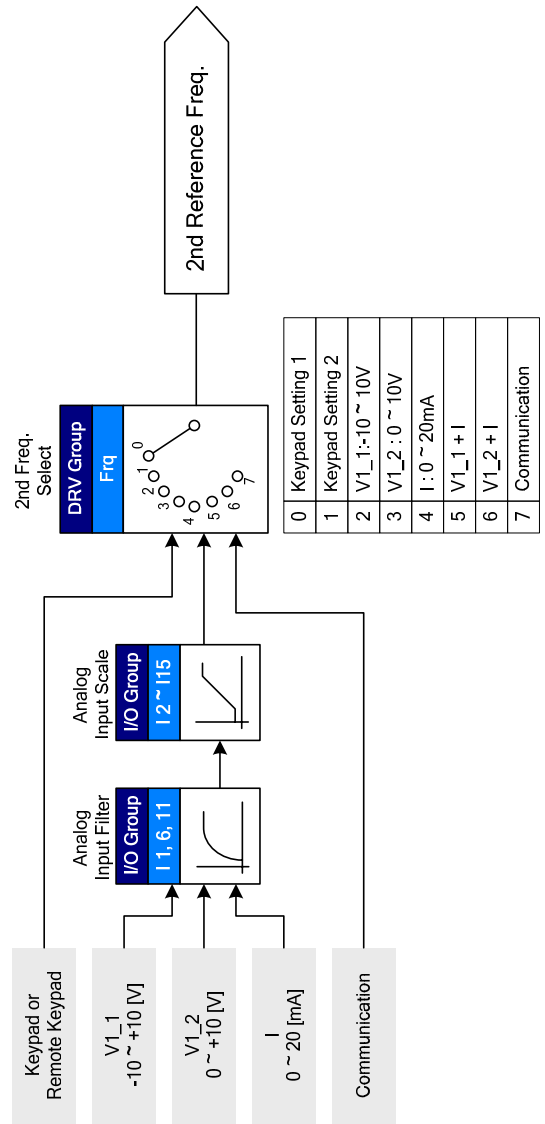 Keypad or
Remote Keypad
V1_1
-10 ~ +10 [V]
V1_2
0 ~ +10 [V]
I
0 ~ 20 [mA]
Communication
Analog
Input Filter
I/O Group
I 1, 6, 11
Analog
Input Scale
I/O Group
I 2 ~ I15
2nd Freq.
Select
DRV Group
Frq
0
1
2
3
4
5
6
7
2nd Reference Freq.
0 Keypad Setting 1
1 Keypad Setting 2
2 V1_1:-10 ~ 10V
3 V1_2 : 0 ~ 10V
4 I : 0 ~ 20mA
5 V1_1 + I
6 V1_2 + I
7 Communication